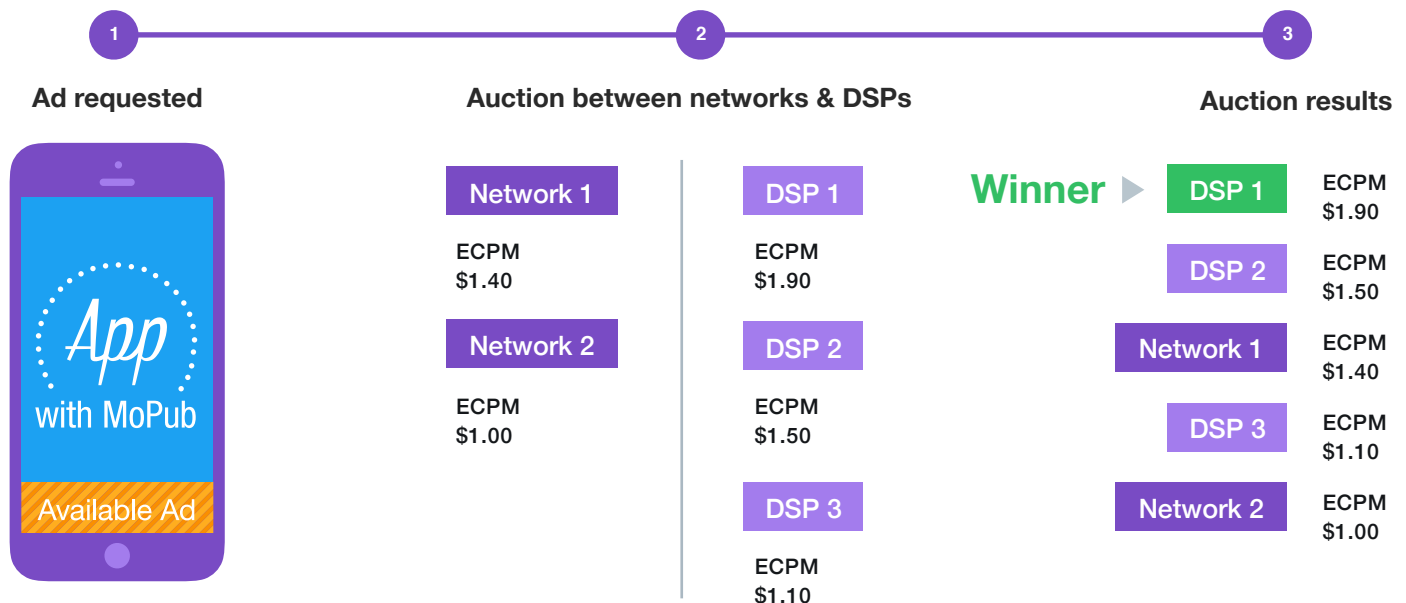 1
2
3
Ad requested
Auction between networks & DSPs
Auction results
App
with MoPub
Available Ad
Network 1
ECPM
$1.40
Network 2
ECPM
$1.00
DSP 1
ECPM
$1.90
DSP 2
ECPM
$1.50
DSP 3
ECPM
$1.10
Winner
DSP 1
ECPM
$1.90
DSP 2
ECPM
$1.50
Network 1
ECPM
$1.40
DSP 3
ECPM
$1.10
Network 2
ECPM
$1.00